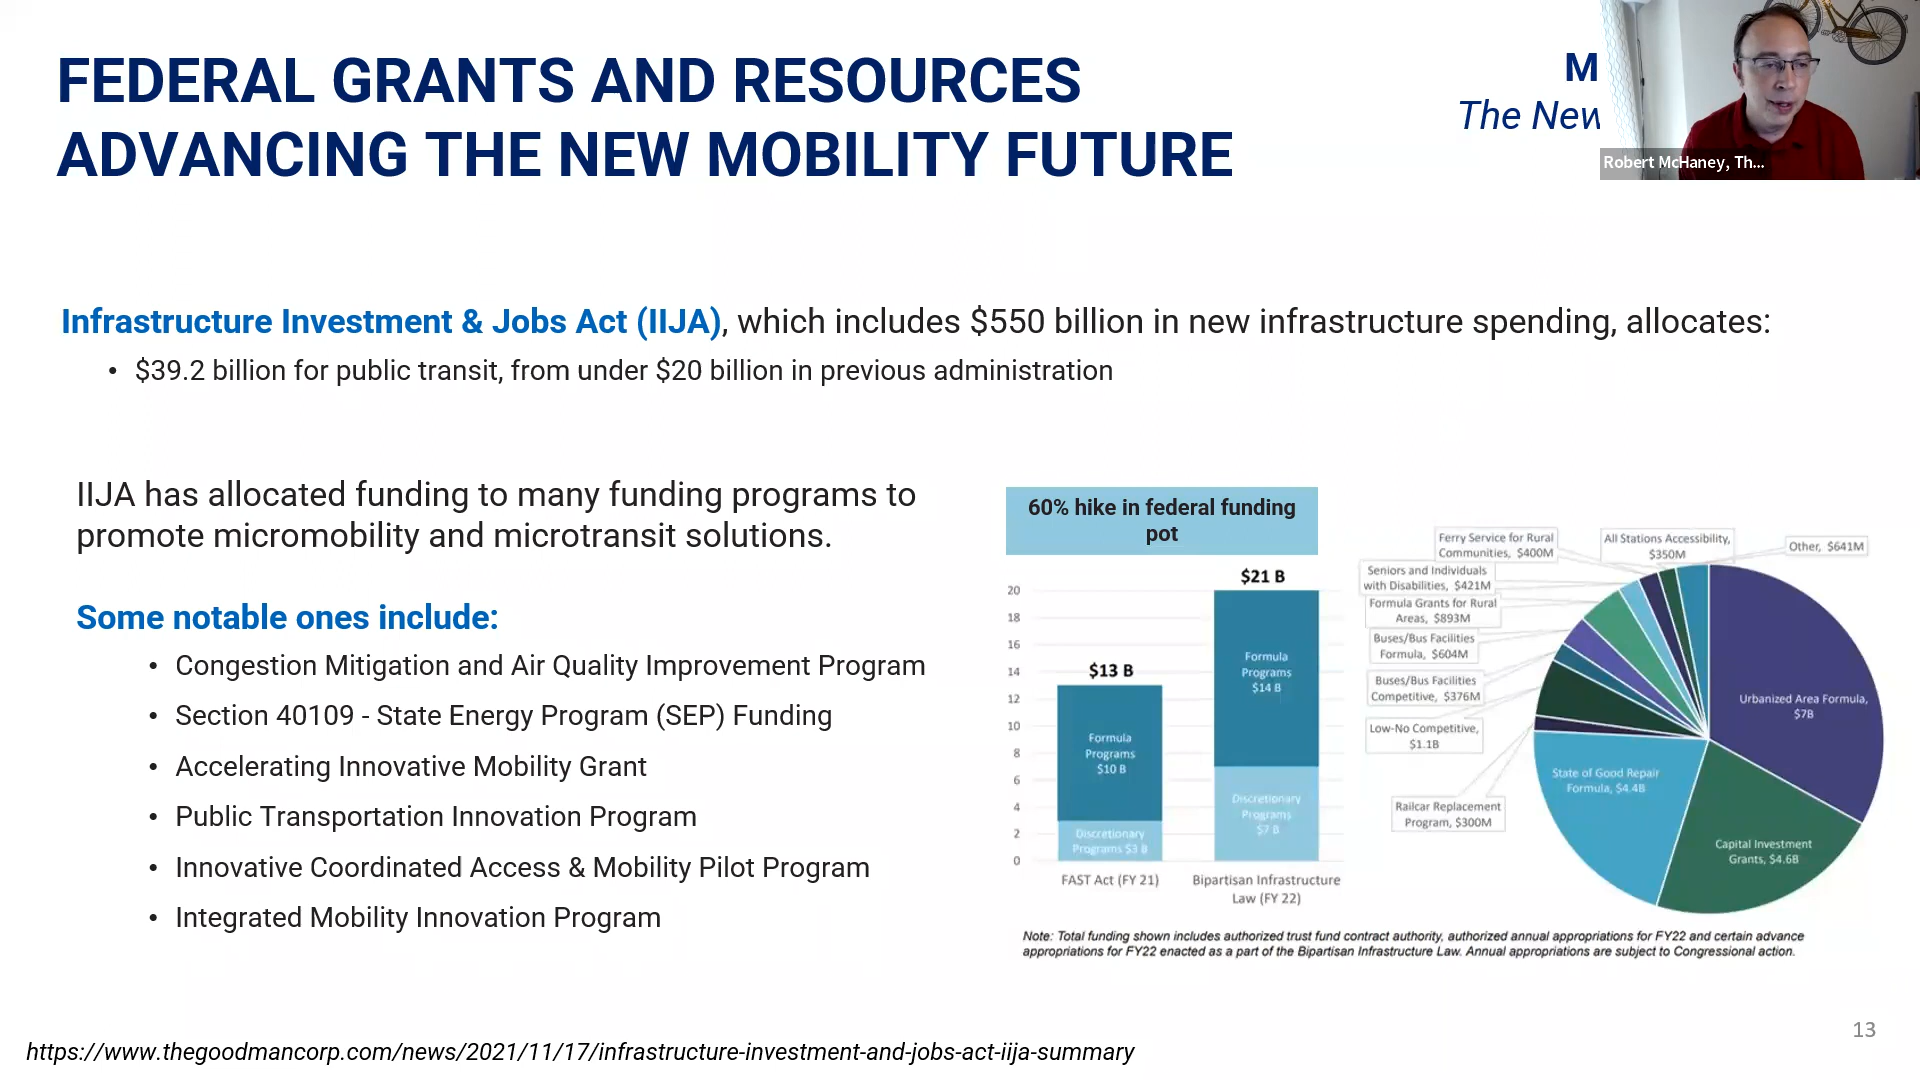 FEDERAL GRANTS AND RESOURCES
ADVANCING THE NEW MOBILITY FUTURE
M
The New
Robert McHaney, Th...
Infrastructure Investment & Jobs Act (IIJA), which includes $550 billion in new infrastructure spending, allocates:
• $39.2 billion for public transit, from under $20 billion in previous administration
IIJA has allocated funding to many funding programs to
promote micromobility and microtransit solutions.
Some notable ones include:
• Congestion Mitigation and Air Quality Improvement Program
• Section 40109 - State Energy Program (SEP) Funding
• Accelerating Innovative Mobility Grant
• Public Transportation Innovation Program
• Innovative Coordinated Access & Mobility Pilot Program
• Integrated Mobility Innovation Program
60% hike in federal funding
pot
20
18
16
14
12
10
8
6
4
2
0
$13 B
Formula
Programs
$10 B
Discretionary
Programs $3 B
FAST Act (FY 21)
$21 B
Formula
Programs
$14 B
Discretionary
Programs
$7 B
Bipartisan Infrastructure
Law (FY 22)
Ferry Service for Rural
Communities, $400M
All Stations Accessibility,
$350M
Other, $641M
Seniors and Individuals
with Disabilities, $421M
Formula Grants for Rural
Areas, $893M
Buses/Bus Facilities
Formula, $604M
Buses/Bus Facilities
Competitive, $376M
Low-No Competitive,
$1.1B
Railcar Replacement
Program, $300M
Urbanized Area Formula,
$7B
State of Good Repair
Formula, $4.4B
Capital Investment
Grants, $4.6B
Note: Total funding shown includes authorized trust fund contract authority, authorized annual appropriations for FY22 and certain advance
appropriations for FY22 enacted as a part of the Bipartisan Infrastructure Law. Annual appropriations are subject to Congressional action.
13
https://www.thegoodmancorp.com/news/2021/11/17/infrastructure-investment-and-jobs-act-iija-summary